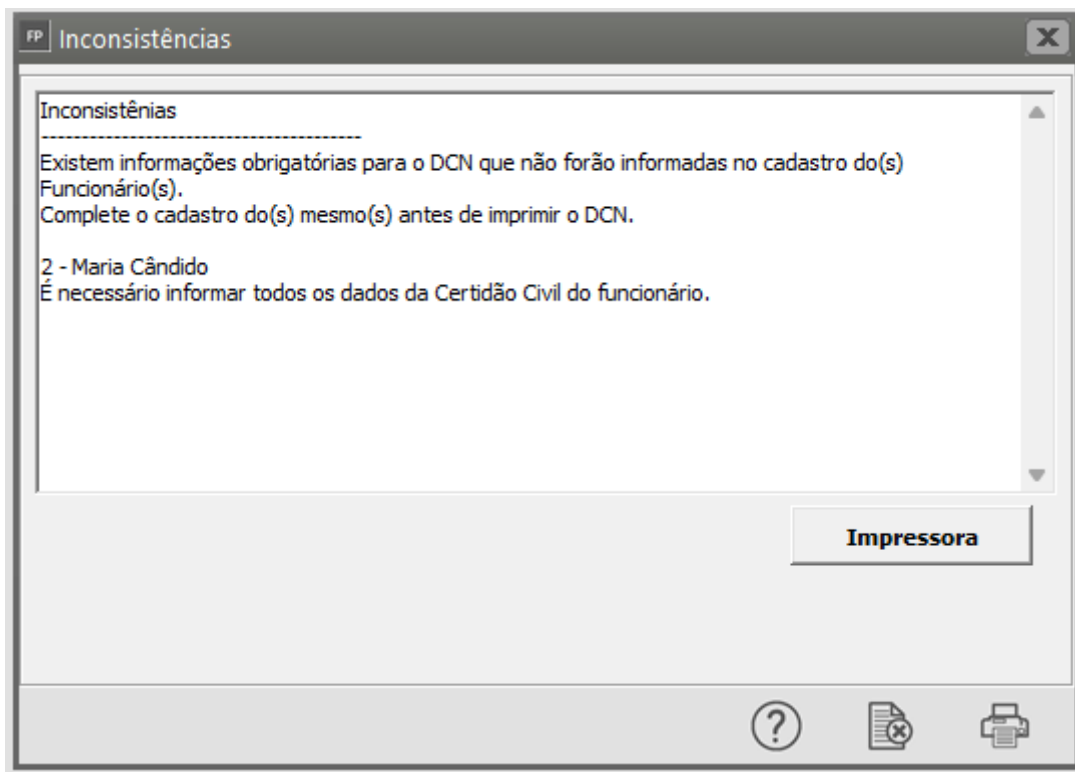 FP Inconsistências
Inconsistênias
----------------------------------------
Existem informações obrigatórias para o DCN que não forão informadas no cadastro do(s)
Funcionário(s).
Complete o cadastro do(s) mesmo(s) antes de imprimir o DCN.
2 - Maria Cândido
É necessário informar todos os dados da Certidão Civil do funcionário.
Impressora